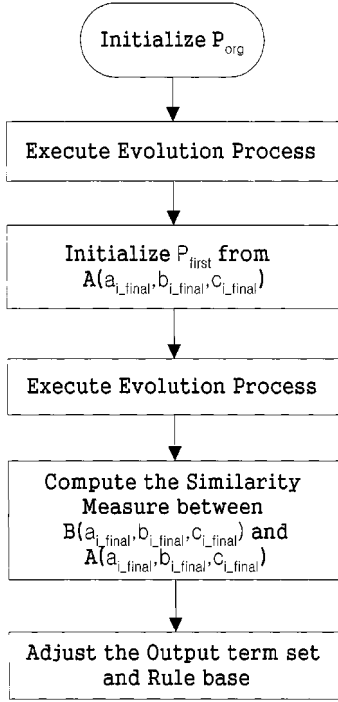 Initialize P_org
Execute Evolution Process
Initialize P_first from
A(a_i_final,b_i_final,c_i_final)
Execute Evolution Process
Compute the Similarity
Measure between
B(a_i_final,b_i_final,c_i_final) and
A(a_i_final,b_i_final,c_i_final)
Adjust the Output term set
and Rule base